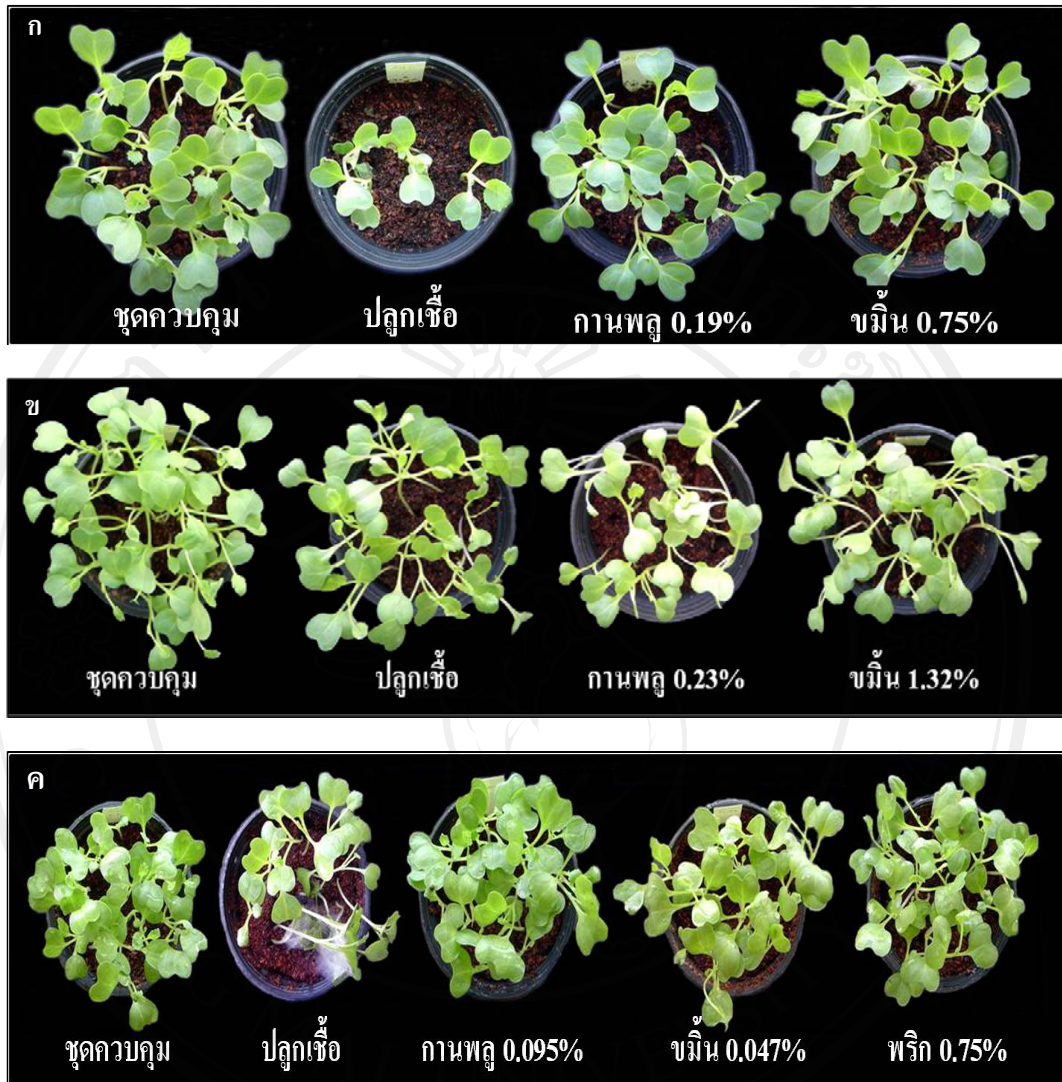 ก
ชุดควบคุม ปลูกเชื้อ กานพลู 0.19% ขมิ้น 0.75%
ข
ชุดควบคุม ปลูกเชื้อ กานพลู 0.23% ขมิ้น 1.32%
ค
ชุดควบคุม ปลูกเชื้อ กานพลู 0.095% ขมิ้น 0.047% พริก 0.75%